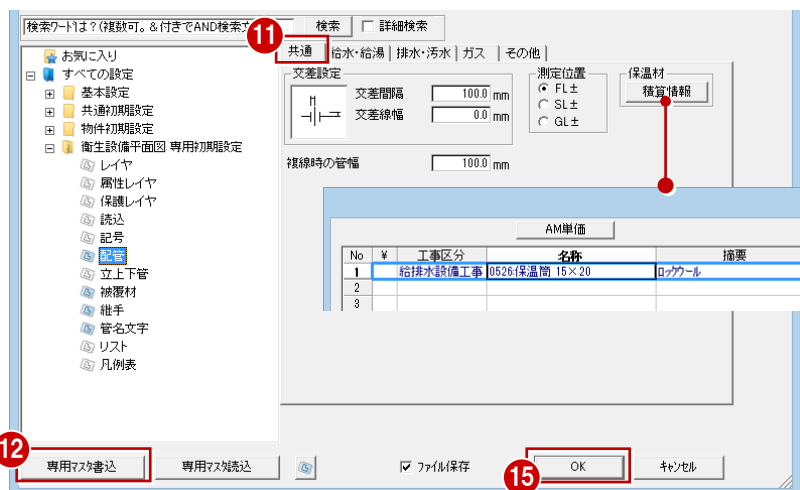 検索ワードは？(複数可。&付きでAND検索 検索 詳細検索
11
共通 給水・給湯 排水・汚水 ガス その他
お気に入り
すべての設定
基本設定
共通初期設定
物件初期設定
衛生設備平面図 専用初期設定
レイヤ
属性レイヤ
保護レイヤ
読込
記号
配管
立上下管
被覆材
継手
管名文字
リスト
凡例表
交差設定
交差間隔 100.0 mm
交差線幅 0.0 mm
測定位置
FL±
SL±
GL±
保温材
積算情報
複線時の管幅 100.0 mm
AM単価
No ¥ 工事区分 名称 摘要
1 給排水設備工事 0526:保温筒 15×20 ロックウール
2
3
12
専用マスタ書込 専用マスタ読込 ファイル保存 15 OK キャンセル